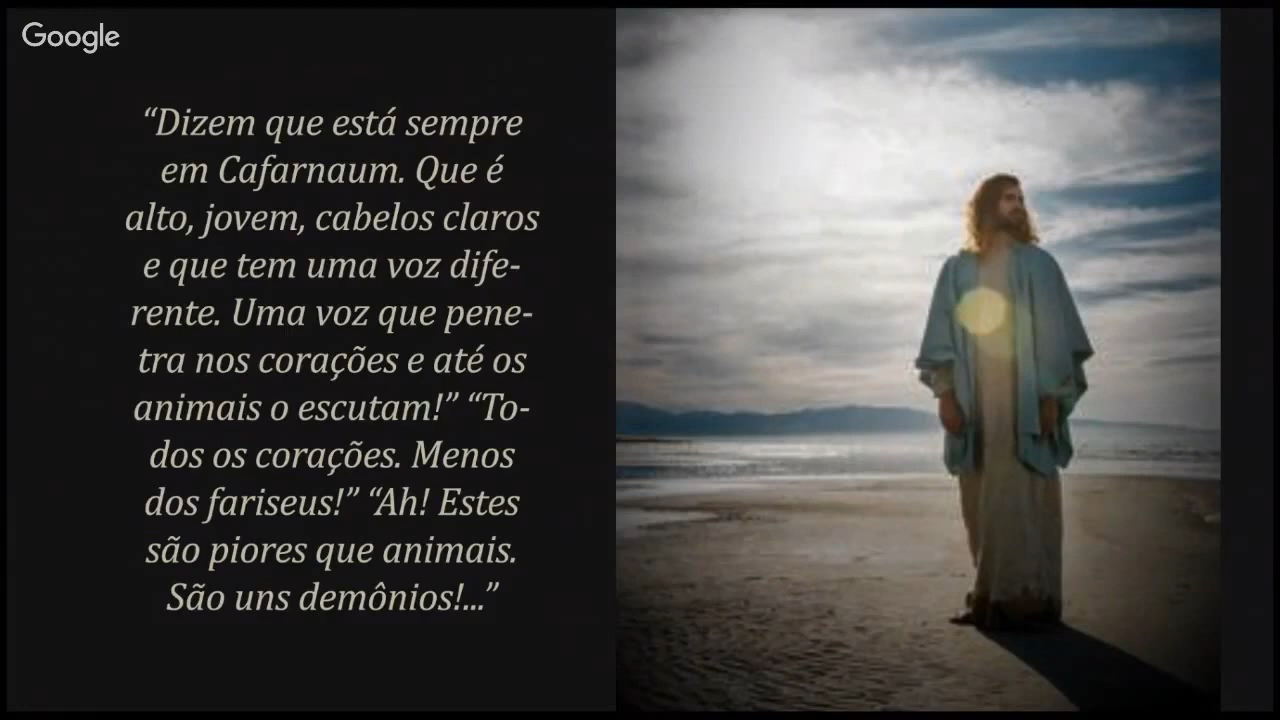 Google
“Dizem que está sempre
em Cafarnaum. Que é
alto, jovem, cabelos claros
e que tem uma voz dife-
rente. Uma voz que pene-
tra nos corações e até os
animais o escutam!” “To-
dos os corações. Menos
dos fariseus!” “Ah! Estes
são piores que animais.
São uns demônios!...”